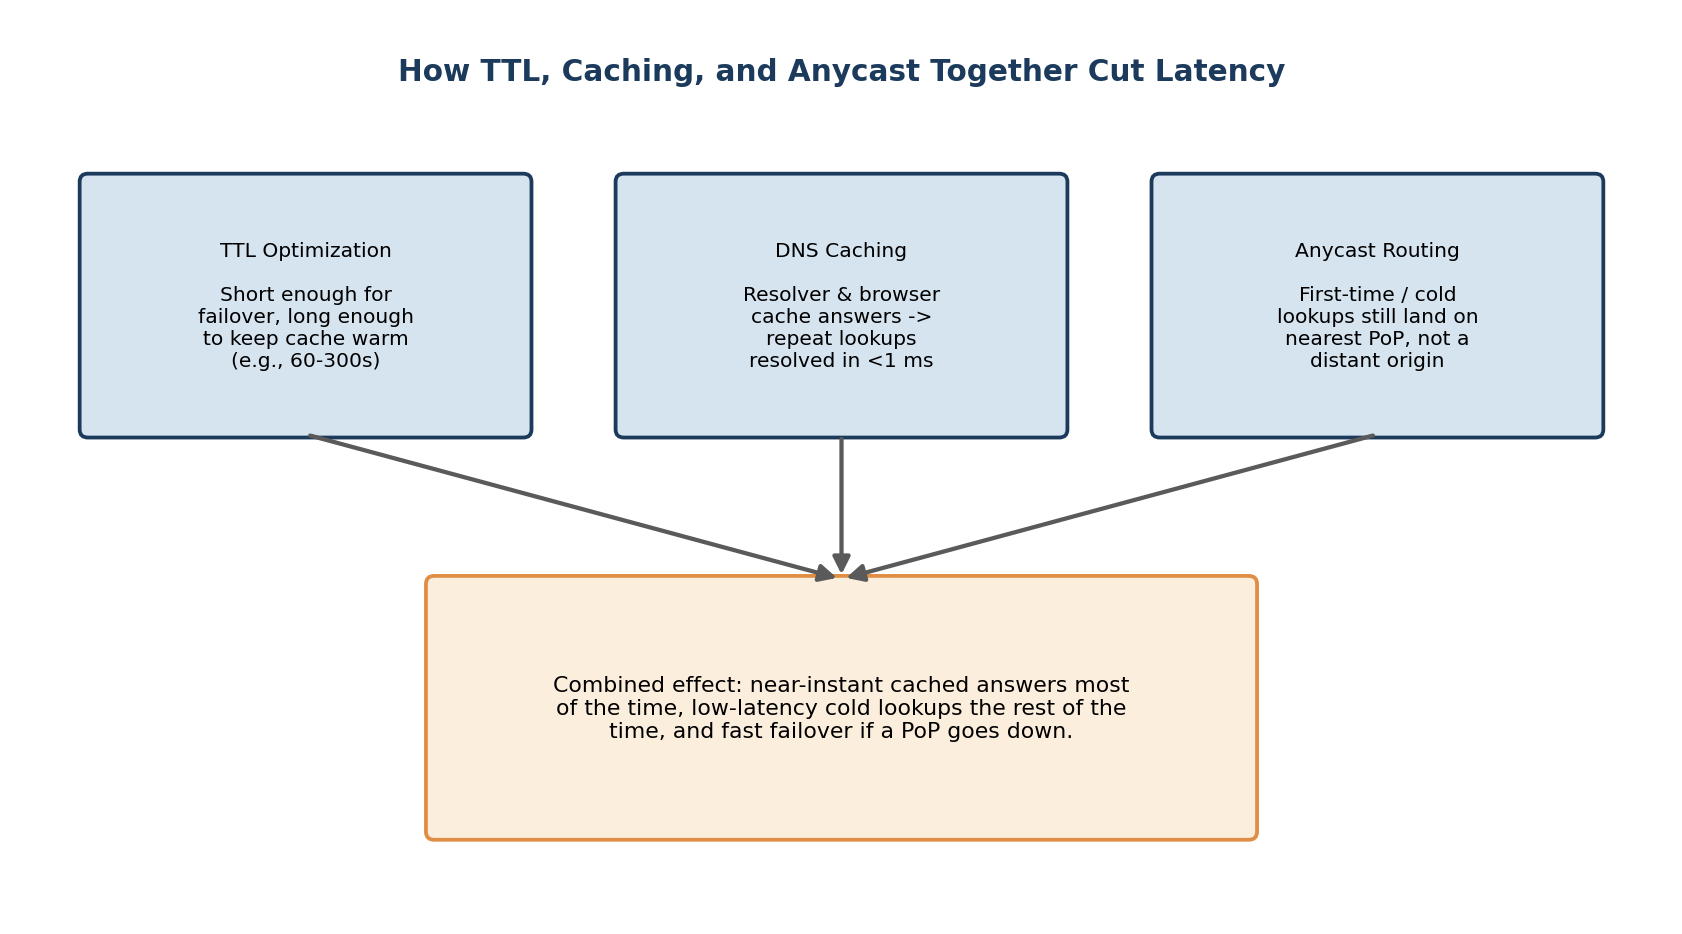 How TTL, Caching, and Anycast Together Cut Latency
TTL Optimization
Short enough for
failover, long enough
to keep cache warm
(e.g., 60-300s)
DNS Caching
Resolver & browser
cache answers ->
repeat lookups
resolved in <1 ms
Anycast Routing
First-time / cold
lookups still land on
nearest PoP, not a
distant origin
Combined effect: near-instant cached answers most
of the time, low-latency cold lookups the rest of the
time, and fast failover if a PoP goes down.